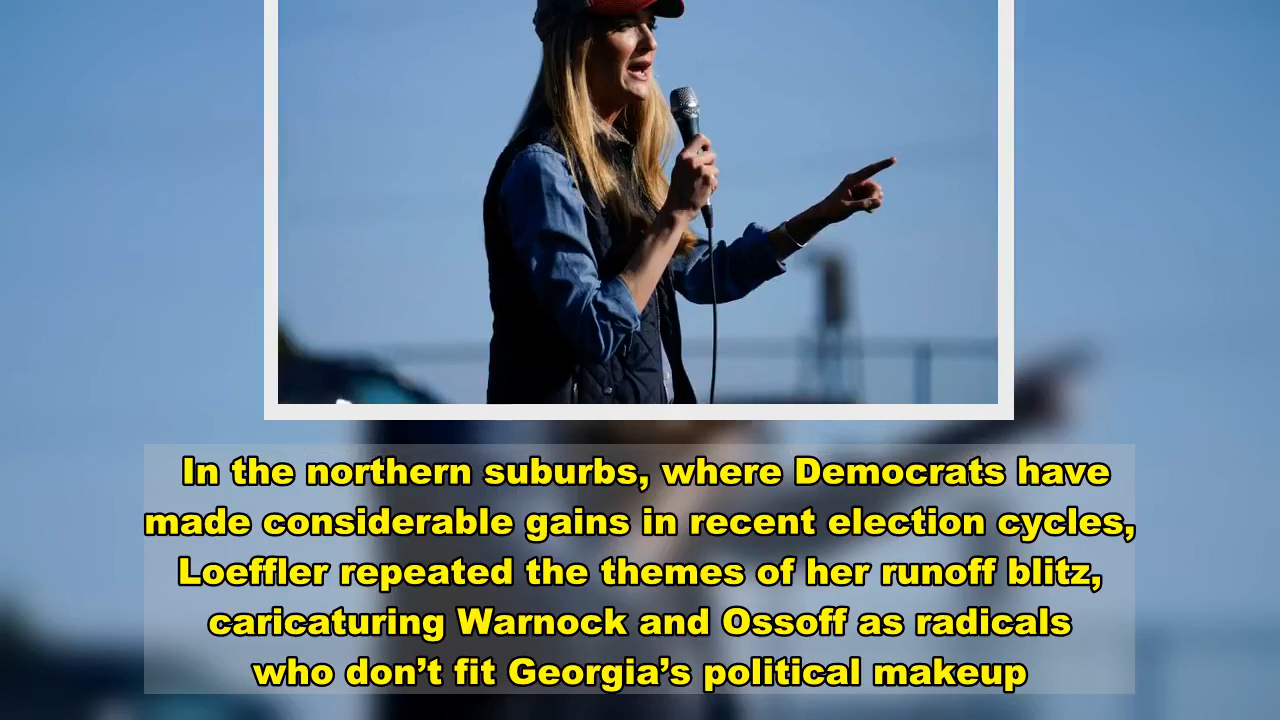 In the northern suburbs, where Democrats have
made considerable gains in recent election cycles,
Loeffler repeated the themes of her runoff blitz,
caricaturing Warnock and Ossoff as radicals
who don’t fit Georgia’s political makeup